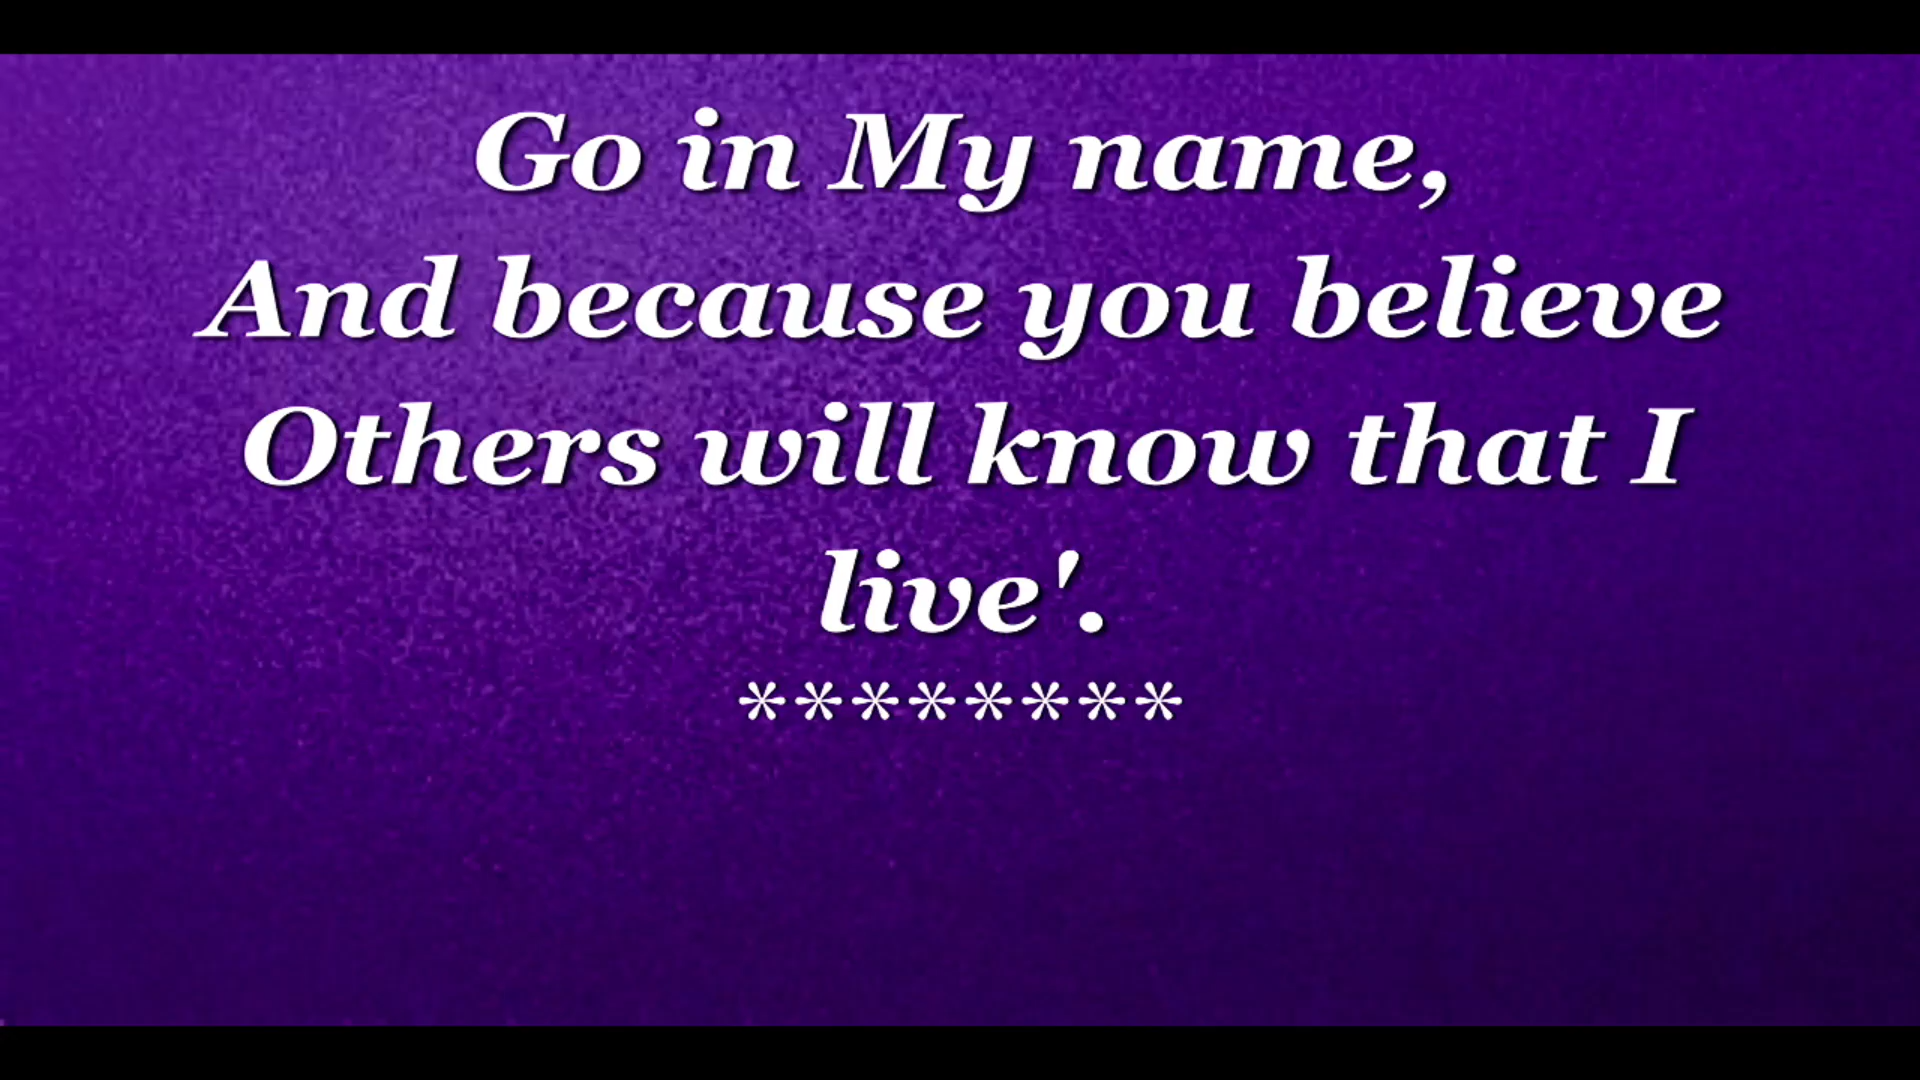 Go in My name,
And because you believe
Others will know that I
live'.
********